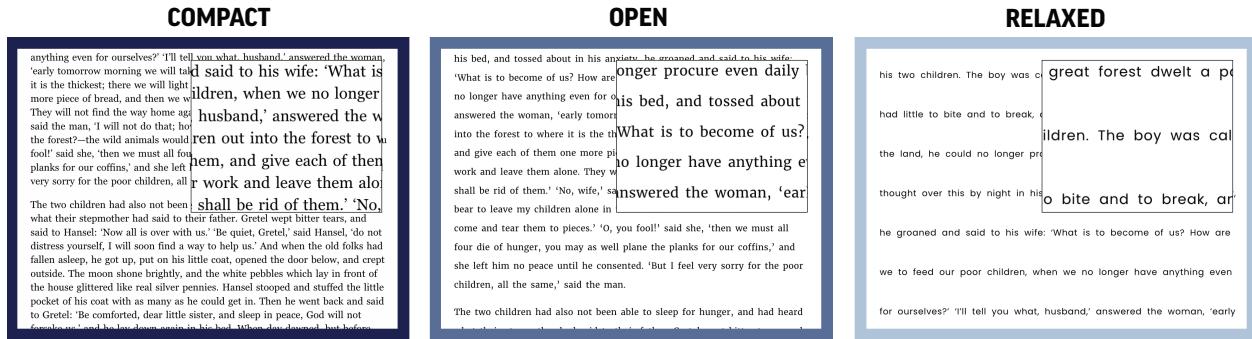 COMPACT
anything even for ourselves?’ ‘I’ll tell you what, husband,’ answered the woman,
‘early tomorrow morning we will
it is the thickest; there we will light
more piece of bread, and then we
They will not find the way home
said the man, ‘I will not do that;
the forest?—the wild animals would
fool!’ said she, ‘then we must all
planks for our coffins,’ and she left
very sorry for the poor children, all
The two children had also not been
what their stepmother had said to their father. Gretel wept bitter tears, and
said to Hansel: ‘Now all is over with us.’ ‘Be quiet, Gretel,’ said Hansel, ‘do not
distress yourself, I will soon find a way to help us.’ And when the old folks had
fallen asleep, he got up, put on his little coat, opened the door below, and crept
outside. The moon shone brightly, and the white pebbles which lay in front of
the house glittered like real silver pennies. Hansel stooped and stuffed the little
pocket of his coat with as many as he could get in. Then he went back and said
to Gretel: ‘Be comforted, dear little sister, and sleep in peace, God will not
forsake us,’ and he lay down again in his bed. When day dawned, but before
d said to his wife: ‘What is
ildren, when we no longer
husband,’ answered the w
ren out into the forest to w
hem, and give each of them
r work and leave them alo
shall be rid of them.’ ‘No,
OPEN
his bed, and tossed about in his anxiety, he groaned and said to his wife:
‘What is to become of us? How are
no longer have anything even for
answered the woman, ‘early
into the forest to where it is the
and give each of them one more
work and leave them alone. They
shall be rid of them.’ ‘No, wife,’
bear to leave my children alone in
come and tear them to pieces.’ ‘O, you fool!’ said she, ‘then we must all
four die of hunger, you may as well plane the planks for our coffins,’ and
she left him no peace until he consented. ‘But I feel very sorry for the poor
children, all the same,’ said the man.
The two children had also not been able to sleep for hunger, and had heard
onger procure even daily
his bed, and tossed about
What is to become of us?
no longer have anything e
answered the woman, ‘ear
RELAXED
his two children. The boy was
had little to bite and to break,
the land, he could no longer
thought over this by night in his
he groaned and said to his wife: ‘What is to become of us? How are
we to feed our poor children, when we no longer have anything even
for ourselves?’ ‘I’ll tell you what, husband,’ answered the woman, ‘early
great forest dwelt a po
ildren. The boy was cal
o bite and to break, an